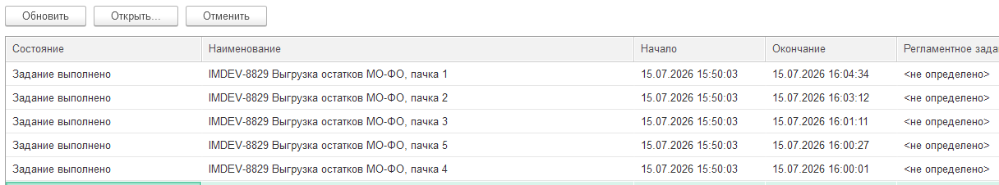 Обновить Открыть... Отменить
Состояние Наименование Начало Окончание Регламентное зада
Задание выполнено IMDEV-8829 Выгрузка остатков МО-ФО, пачка 1 15.07.2026 15:50:03 15.07.2026 16:04:34 <не определено>
Задание выполнено IMDEV-8829 Выгрузка остатков МО-ФО, пачка 2 15.07.2026 15:50:03 15.07.2026 16:03:12 <не определено>
Задание выполнено IMDEV-8829 Выгрузка остатков МО-ФО, пачка 3 15.07.2026 15:50:03 15.07.2026 16:01:11 <не определено>
Задание выполнено IMDEV-8829 Выгрузка остатков МО-ФО, пачка 5 15.07.2026 15:50:03 15.07.2026 16:00:27 <не определено>
Задание выполнено IMDEV-8829 Выгрузка остатков МО-ФО, пачка 4 15.07.2026 15:50:03 15.07.2026 16:00:01 <не определено>